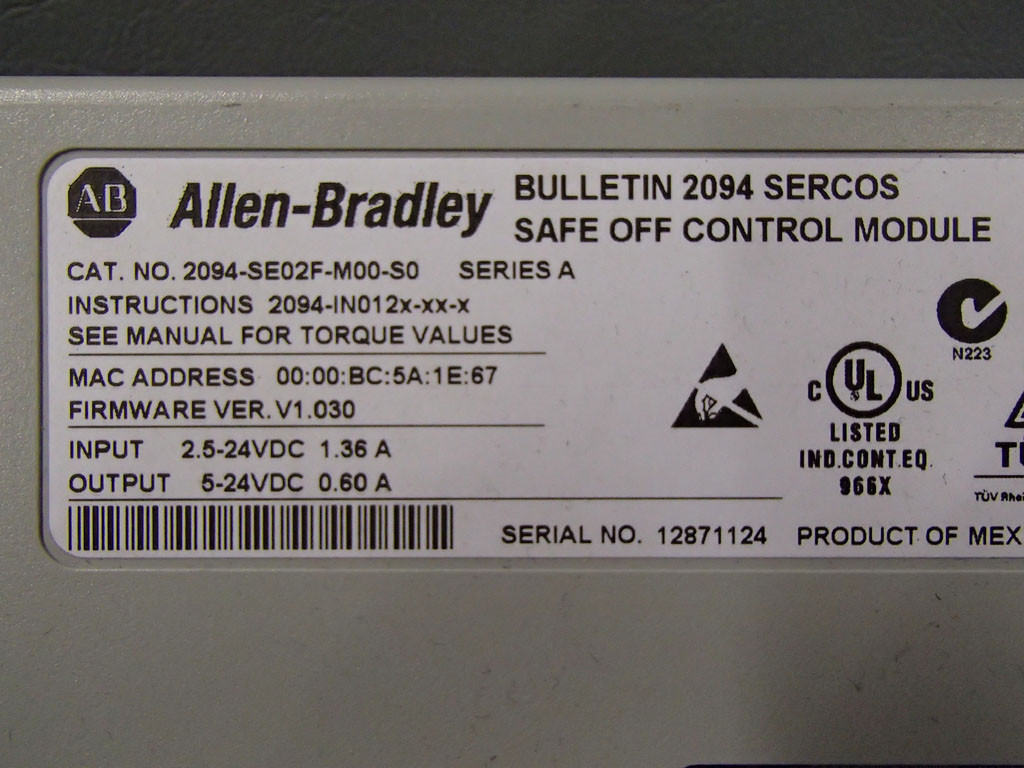 AB Allen-Bradley
BULLETIN 2094 SERCOS
SAFE OFF CONTROL MODULE
CAT. NO. 2094-SE02F-M00-S0 SERIES A
INSTRUCTIONS 2094-IN012x-xx-x
SEE MANUAL FOR TORQUE VALUES
MAC ADDRESS 00:00:BC:5A:1E:67
FIRMWARE VER. V1.030
INPUT 2.5-24VDC 1.36 A
OUTPUT 5-24VDC 0.60 A
N223
C UL US
LISTED
IND.CONT.EQ.
966X
TÜV
SERIAL NO. 12871124 PRODUCT OF MEX